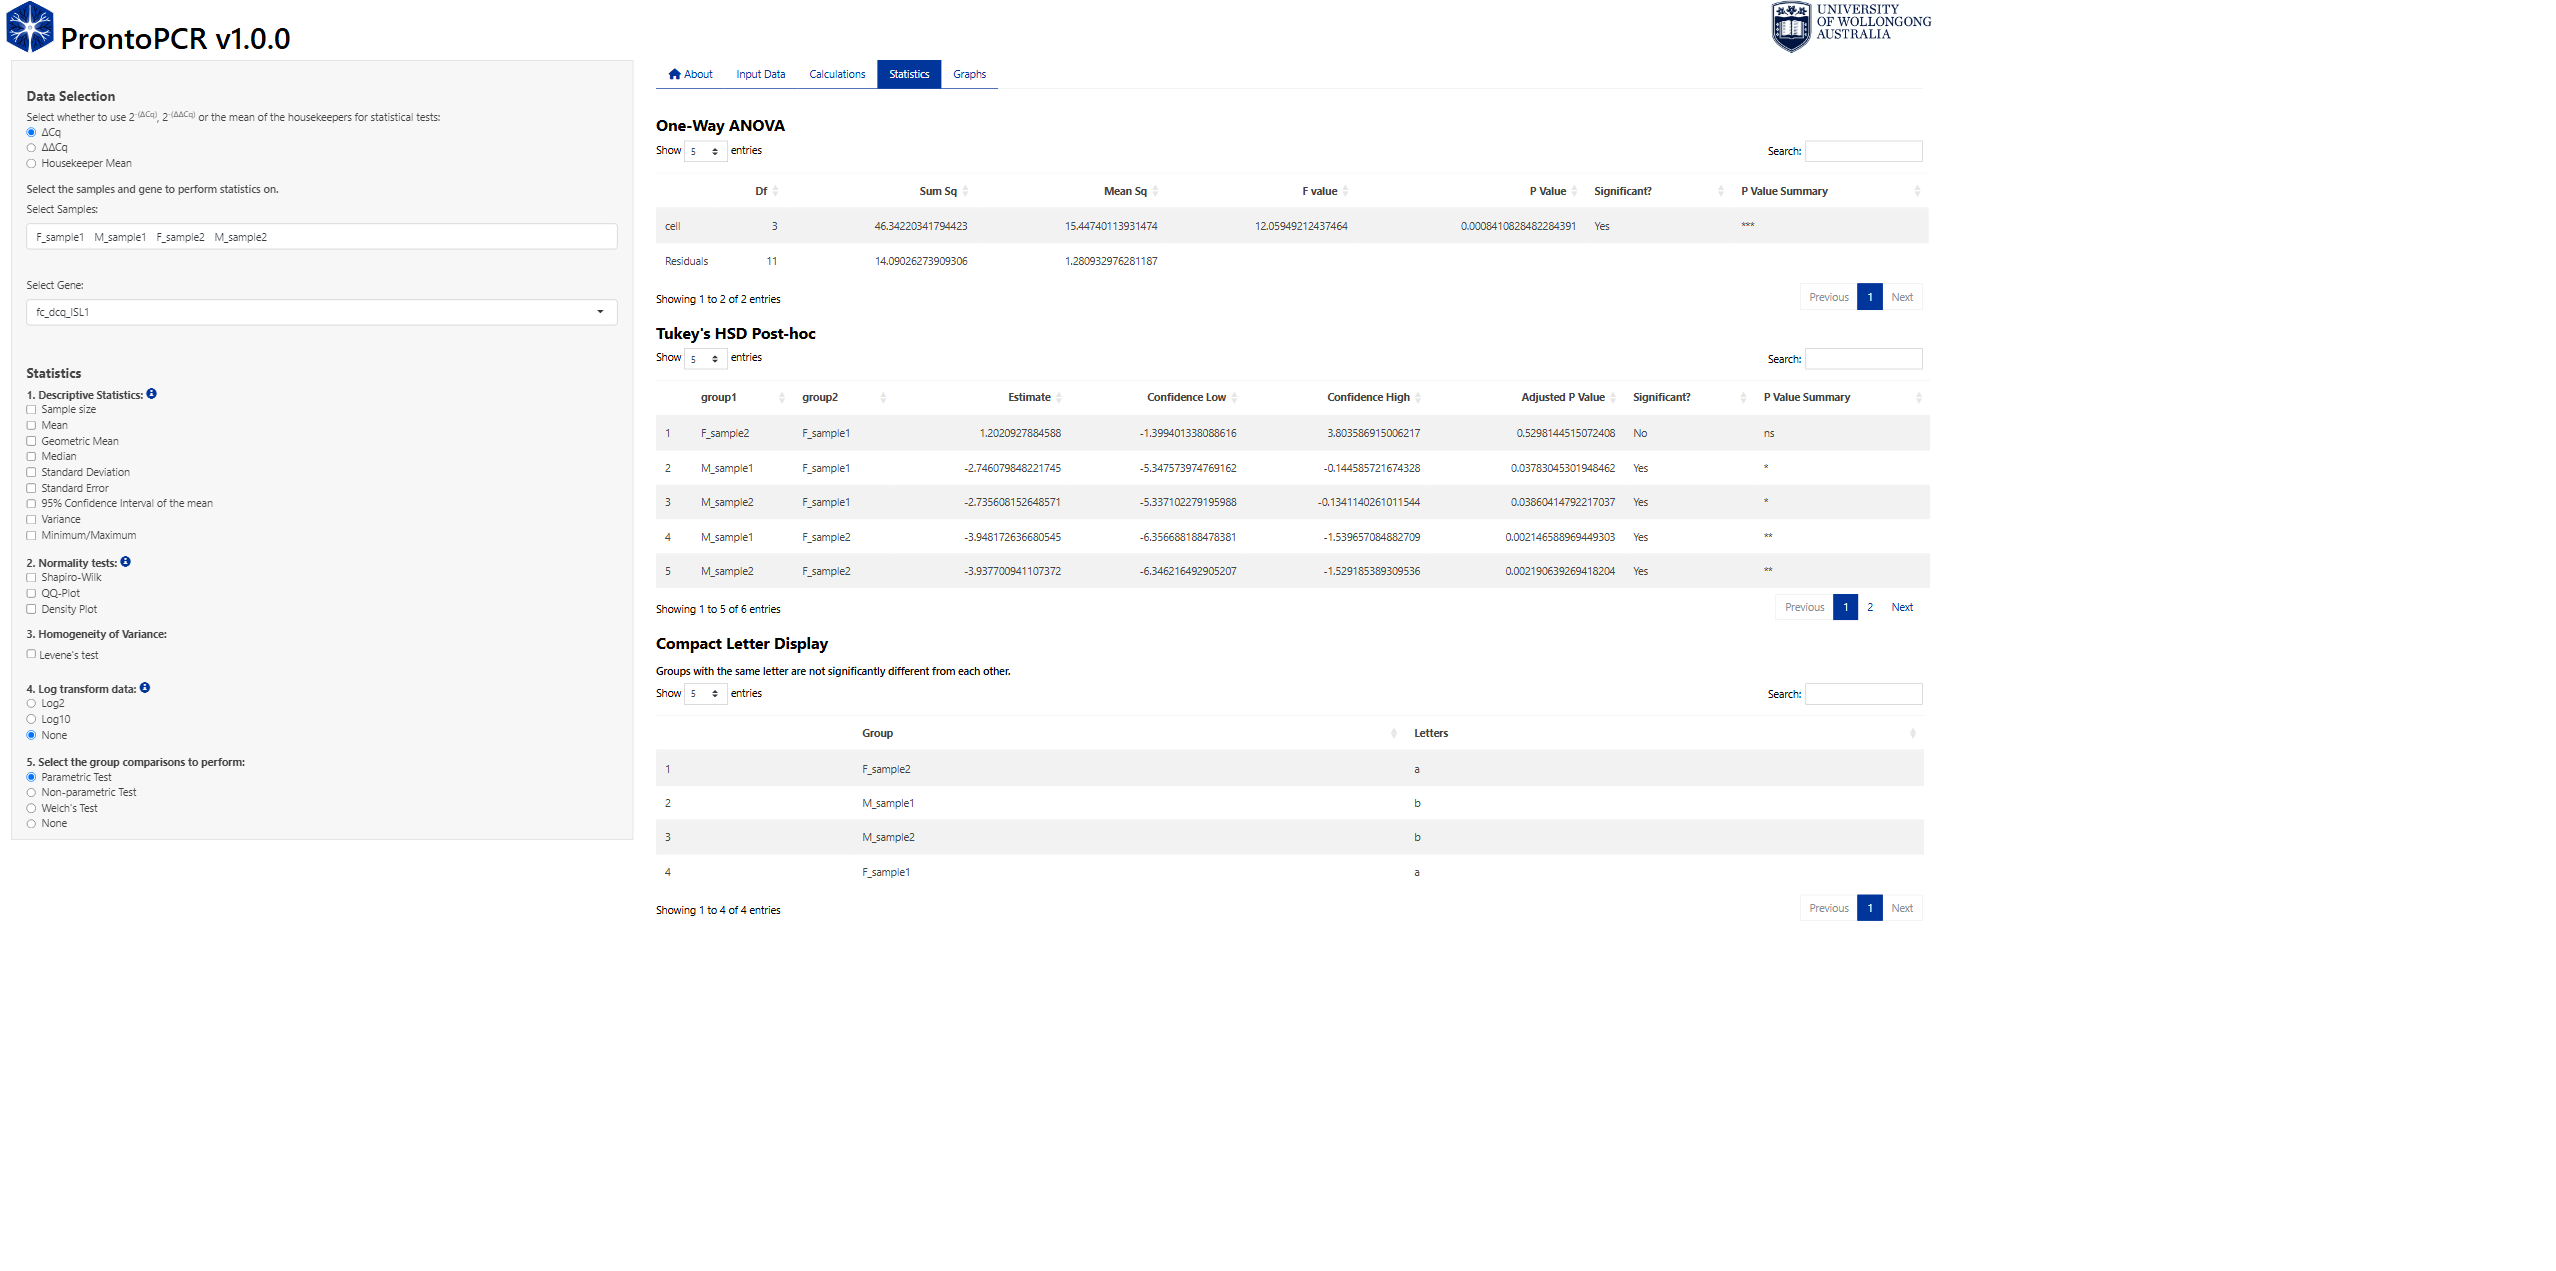 ProntoPCR v1.0.0
UNIVERSITY
OF WOLLONGONG
AUSTRALIA
Data Selection
Select whether to use 2^-(ΔCq), 2^-(ΔΔCq) or the mean of the housekeepers for statistical tests:
ΔCq
ΔΔCq
Housekeeper Mean
Select the samples and gene to perform statistics on.
Select Samples:
F_sample1 M_sample1 F_sample2 M_sample2
Select Gene:
fc_dcq_ISL1
Statistics
1. Descriptive Statistics:
Sample size
Mean
Geometric Mean
Median
Standard Deviation
Standard Error
95% Confidence Interval of the mean
Variance
Minimum/Maximum
2. Normality tests:
Shapiro-Wilk
QQ-Plot
Density Plot
3. Homogeneity of Variance:
Levene's test
4. Log transform data:
Log2
Log10
None
5. Select the group comparisons to perform:
Parametric Test
Non-parametric Test
Welch's Test
None
About Input Data Calculations Statistics Graphs
One-Way ANOVA
Show 5 entries Search:
Df Sum Sq Mean Sq F value P Value Significant? P Value Summary
cell 3 46.34220341794423 15.44740113931474 12.05949212437464 0.0008410828482284391 Yes ***
Residuals 11 14.09026273909306 1.280932976281187
Showing 1 to 2 of 2 entries Previous 1 Next
Tukey's HSD Post-hoc
Show 5 entries Search:
group1 group2 Estimate Confidence Low Confidence High Adjusted P Value Significant? P Value Summary
1 F_sample2 F_sample1 1.2020927884588 -1.399401338088616 3.803586915006217 0.5298144515072408 No ns
2 M_sample1 F_sample1 -2.746079848221745 -5.347573974769162 -0.144585721674328 0.03783045301948462 Yes *
3 M_sample2 F_sample1 -2.735608152648571 -5.337102279195988 -0.1341140261011544 0.03860414792217037 Yes *
4 M_sample1 F_sample2 -3.948172636680545 -6.356688188478381 -1.539657084882709 0.002146588969449303 Yes **
5 M_sample2 F_sample2 -3.937700941107372 -6.346216492905207 -1.529185389309536 0.002190639269418204 Yes **
Showing 1 to 5 of 6 entries Previous 1 2 Next
Compact Letter Display
Groups with the same letter are not significantly different from each other.
Show 5 entries Search:
Group Letters
1 F_sample2 a
2 M_sample1 b
3 M_sample2 b
4 F_sample1 a
Showing 1 to 4 of 4 entries Previous 1 Next